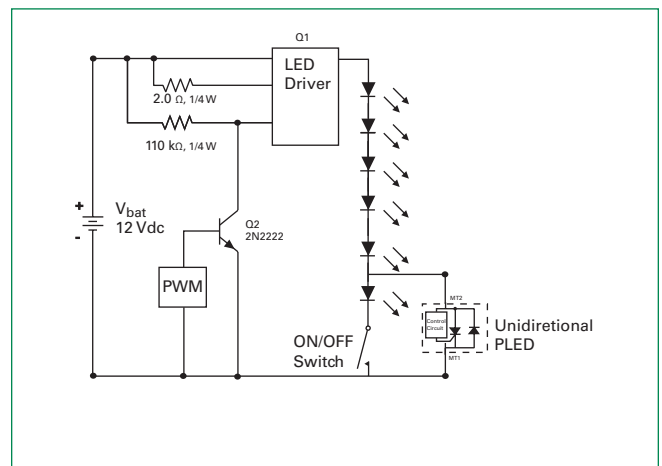 Q1
LED
Driver
2.0 Ω, 1/4 W
110 kΩ, 1/4 W
+
-
Vbat
12 Vdc
Q2
2N2222
PWM
ON/OFF
Switch
MT2
Control
Circuit
MT1
Unidiretional
PLED